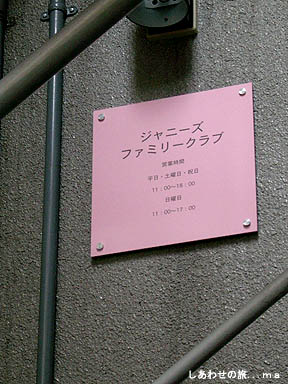 ジャニーズ
ファミリークラブ
営業時間
平日・土曜日・祝日
11:00〜18:00
日曜日
11:00〜17:00
しあわせの旅...ma